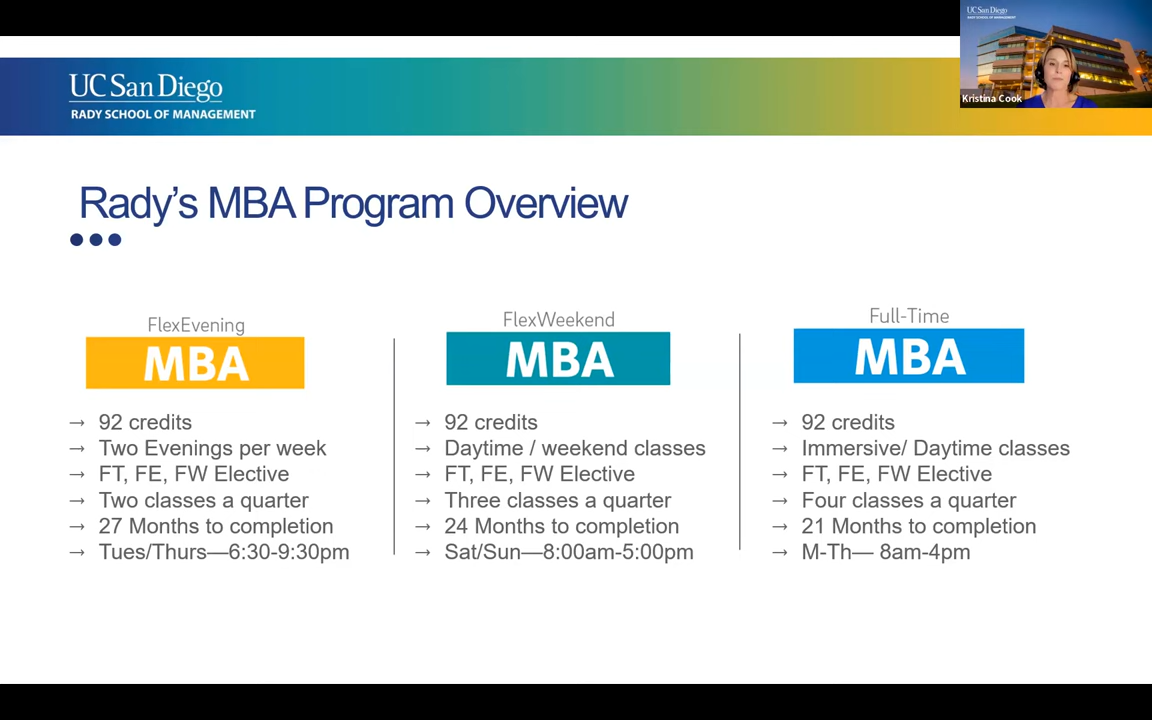 UC San Diego
RADY SCHOOL OF MANAGEMENT
Kristina Cook
UC San Diego
RADY SCHOOL OF MANAGEMENT
Rady's MBA Program Overview
FlexEvening
MBA
→ 92 credits
→ Two Evenings per week
→ FT, FE, FW Elective
→ Two classes a quarter
→ 27 Months to completion
→ Tues/Thurs—6:30-9:30pm
FlexWeekend
MBA
→ 92 credits
→ Daytime / weekend classes
→ FT, FE, FW Elective
→ Three classes a quarter
→ 24 Months to completion
→ Sat/Sun—8:00am-5:00pm
Full-Time
MBA
→ 92 credits
→ Immersive/ Daytime classes
→ FT, FE, FW Elective
→ Four classes a quarter
→ 21 Months to completion
→ M-Th— 8am-4pm